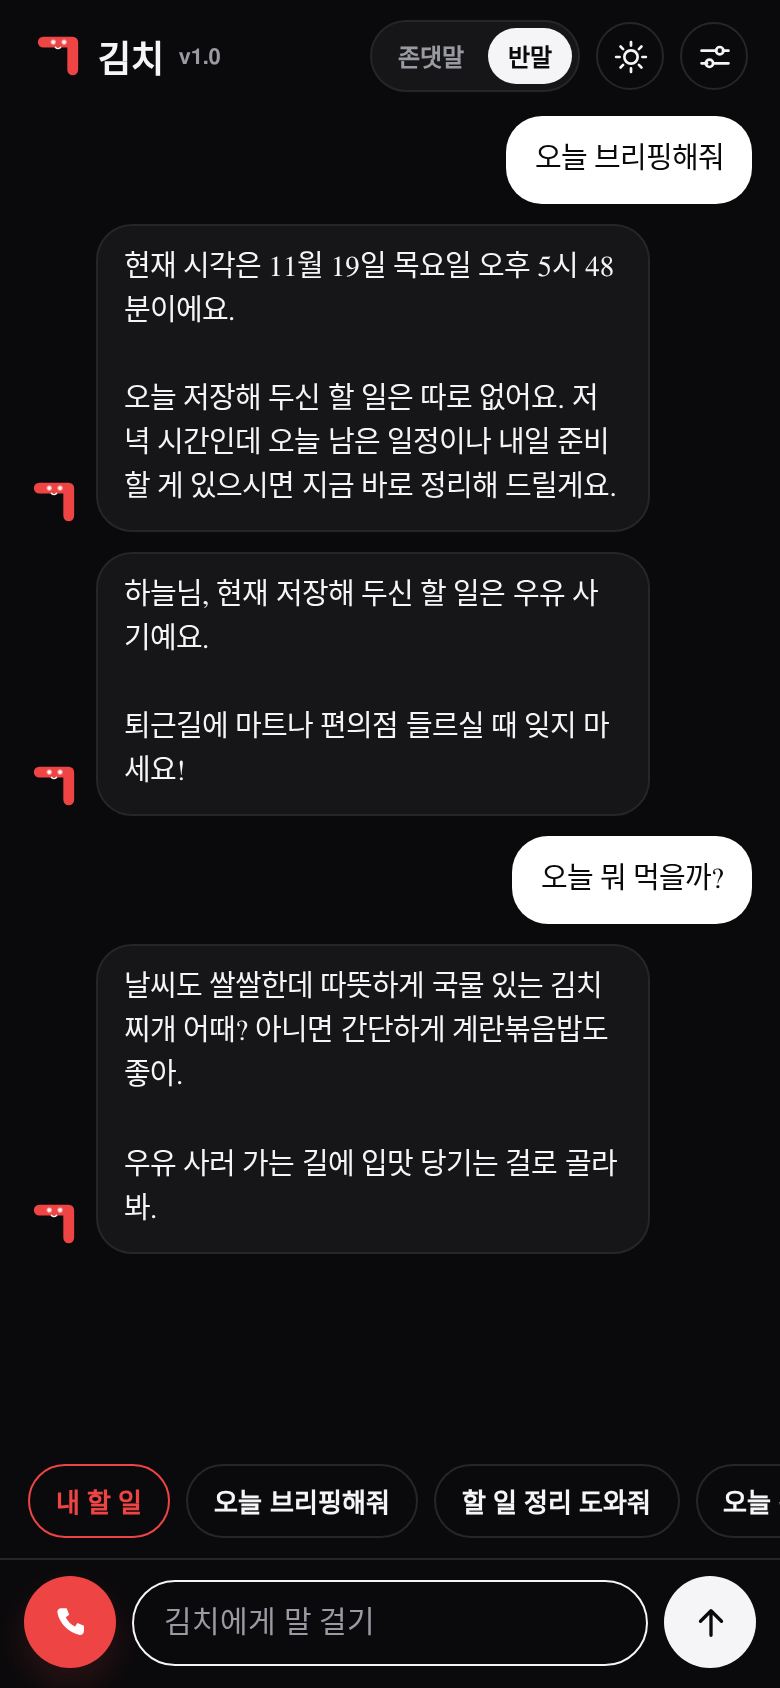 김치 v1.0 존댓말 반말
오늘 브리핑해줘
현재 시각은 11월 19일 목요일 오후 5시 48
분이에요.
오늘 저장해 두신 할 일은 따로 없어요. 저
녁 시간인데 오늘 남은 일정이나 내일 준비
할 게 있으시면 지금 바로 정리해 드릴게요.
하늘님, 현재 저장해 두신 할 일은 우유 사
기예요.
퇴근길에 마트나 편의점 들르실 때 잊지 마
세요!
오늘 뭐 먹을까?
날씨도 쌀쌀한데 따뜻하게 국물 있는 김치
찌개 어때? 아니면 간단하게 계란볶음밥도
좋아.
우유 사러 가는 길에 입맛 당기는 걸로 골라
봐.
내 할 일 오늘 브리핑해줘 할 일 정리 도와줘 오늘
김치에게 말 걸기